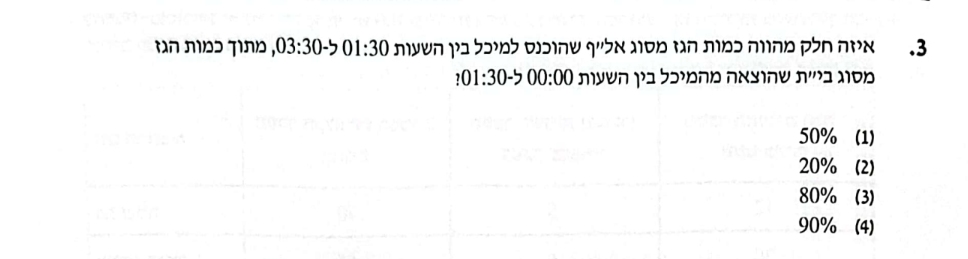 3. איזה חלק מהווה כמות הגז מסוג אלי״ף שהוכנס למיכל בין השעות 01:30 ל-03:30, מתוך כמות הגז
מסוג בי״ת שהוצאה מהמיכל בין השעות 00:00 ל-01:30?
(1) 50%
(2) 20%
(3) 80%
(4) 90%